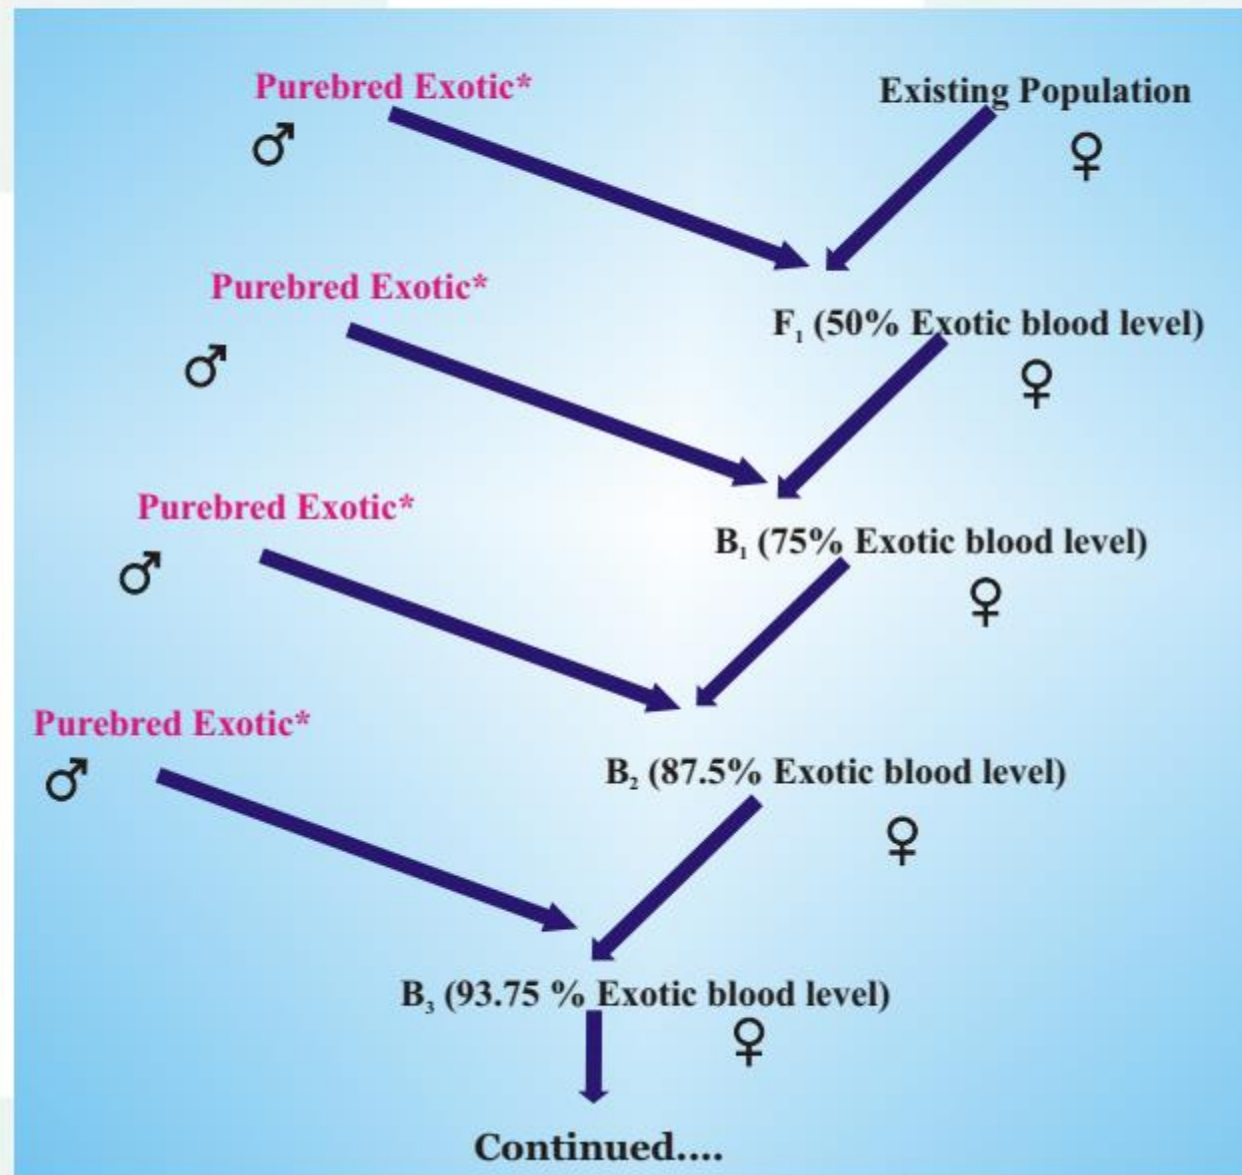 Purebred Exotic*
Existing Population
♂
♀
Purebred Exotic*
F₁ (50% Exotic blood level)
♂
♀
Purebred Exotic*
B₁ (75% Exotic blood level)
♂
♀
Purebred Exotic*
B₂ (87.5% Exotic blood level)
♂
♀
B₃ (93.75 % Exotic blood level)
♀
Continued....